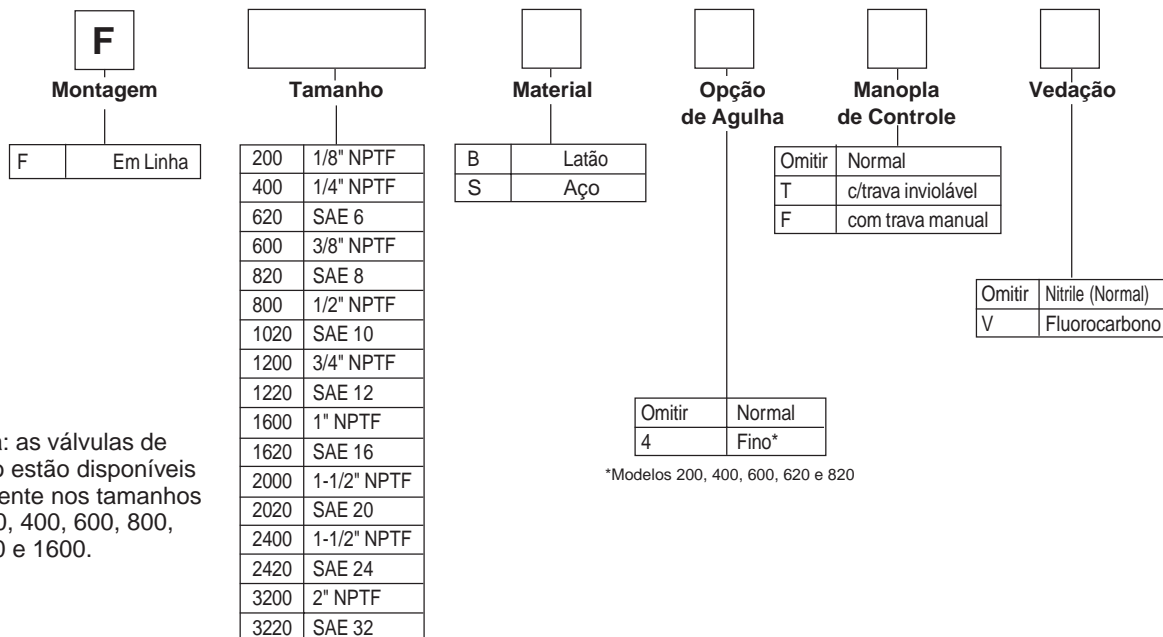 F
Montagem
F Em Linha
Tamanho
200 1/8" NPTF
400 1/4" NPTF
620 SAE 6
600 3/8" NPTF
820 SAE 8
800 1/2" NPTF
1020 SAE 10
1200 3/4" NPTF
1220 SAE 12
1600 1" NPTF
1620 SAE 16
2000 1-1/2" NPTF
2020 SAE 20
2400 1-1/2" NPTF
2420 SAE 24
3200 2" NPTF
3220 SAE 32
Material
B Latão
S Aço
Opção
de Agulha
Omitir Normal
4 Fino*
*Modelos 200, 400, 600, 620 e 820
Manopla
de Controle
Omitir Normal
T c/trava inviolável
F com trava manual
Vedação
Omitir Nitrile (Normal)
V Fluorocarbono
: as válvulas de
estão disponíveis
nos tamanhos
400, 600, 800,
e 1600.